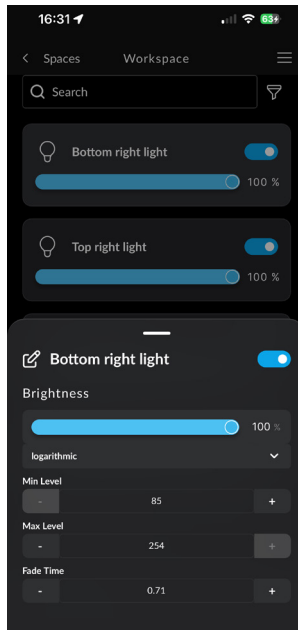 16:31
63
Spaces Workspace
Search
Bottom right light
100 %
Top right light
100 %
Bottom right light
Brightness
100 %
logarithmic
Min Level
- 85 +
Max Level
- 254 +
Fade Time
- 0.71 +